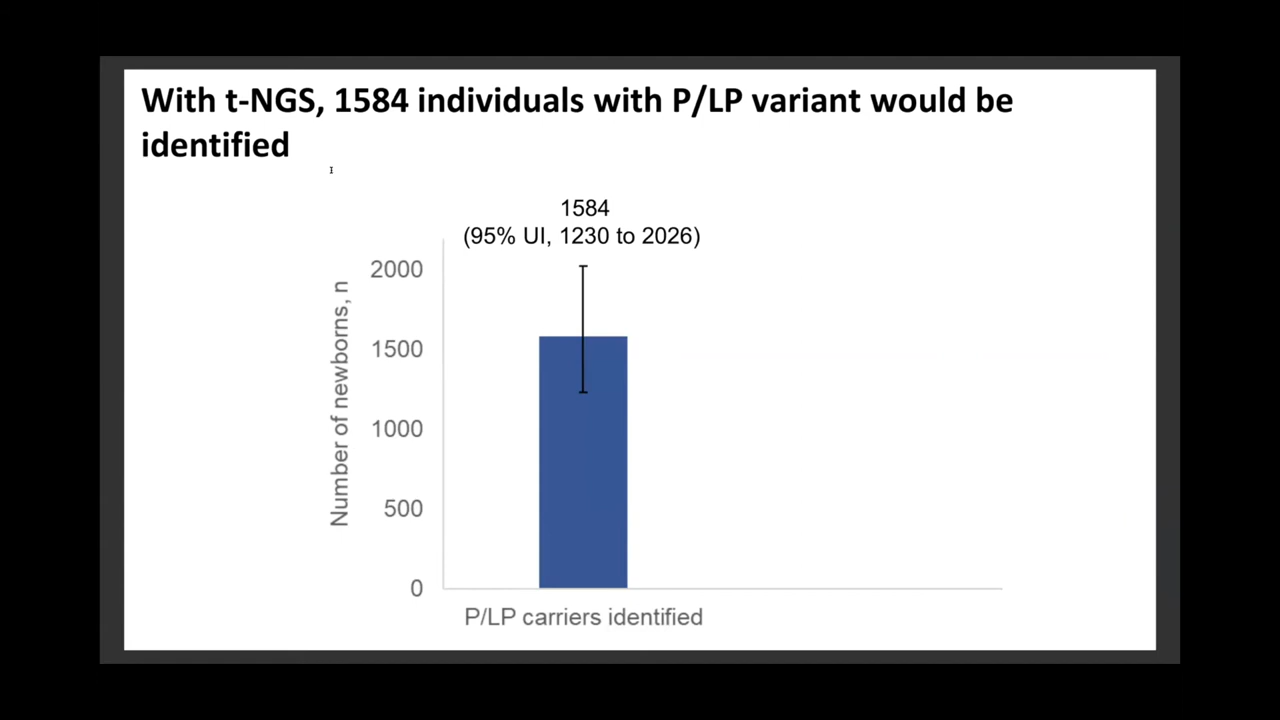 With t-NGS, 1584 individuals with P/LP variant would be
identified
1584
(95% UI, 1230 to 2026)
Number of newborns, n
2000
1500
1000
500
0
P/LP carriers identified